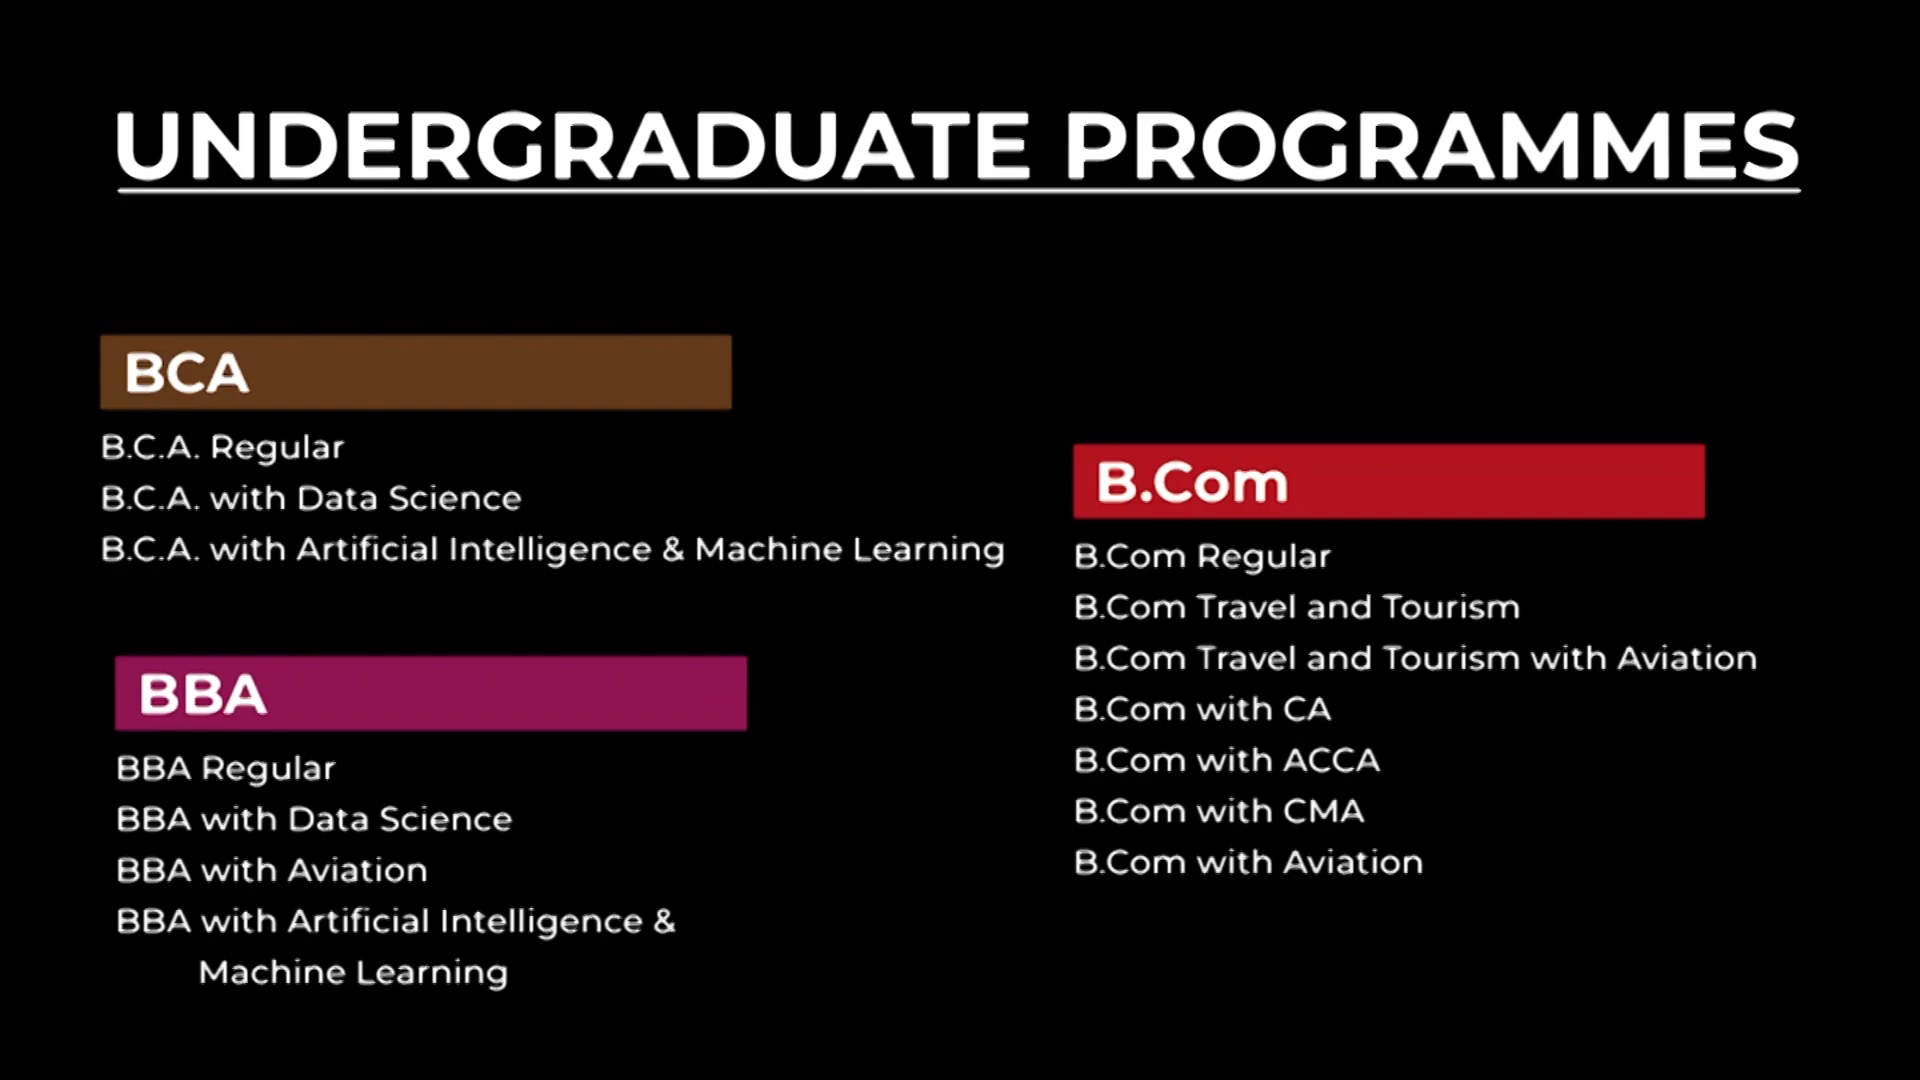 UNDERGRADUATE PROGRAMMES
BCA
B.C.A. Regular
B.C.A. with Data Science
B.C.A. with Artificial Intelligence & Machine Learning
BBA
BBA Regular
BBA with Data Science
BBA with Aviation
BBA with Artificial Intelligence &
Machine Learning
B.Com
B.Com Regular
B.Com Travel and Tourism
B.Com Travel and Tourism with Aviation
B.Com with CA
B.Com with ACCA
B.Com with CMA
B.Com with Aviation